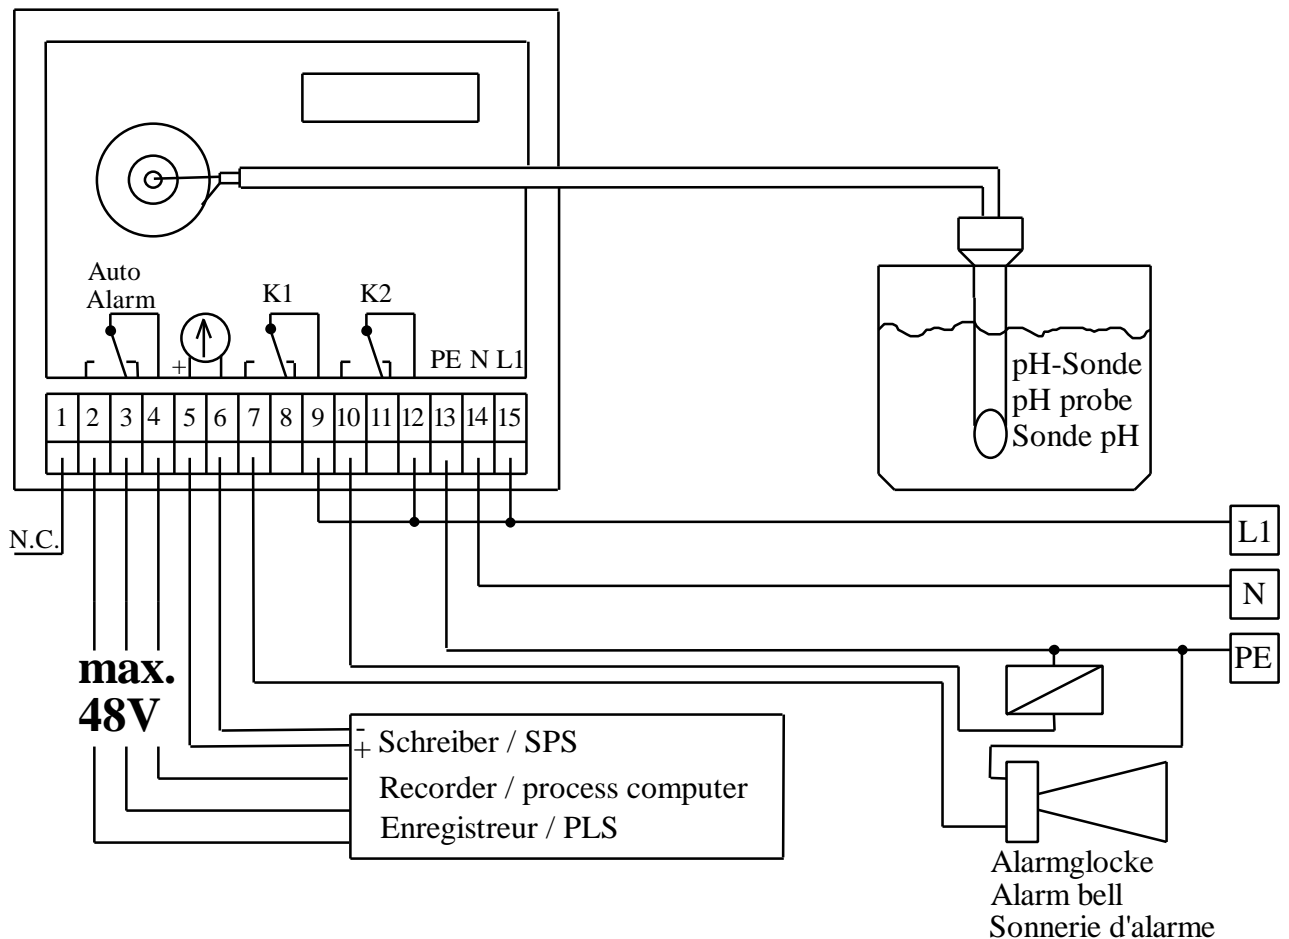 Auto
Alarm
K1
K2
+
PE N L1
1 2 3 4 5 6 7 8 9 10 11 12 13 14 15
pH-Sonde
pH probe
Sonde pH
N.C.
L1
N
PE
max.
48V
-
+ Schreiber / SPS
Recorder / process computer
Enregistreur / PLS
Alarmglocke
Alarm bell
Sonnerie d'alarme